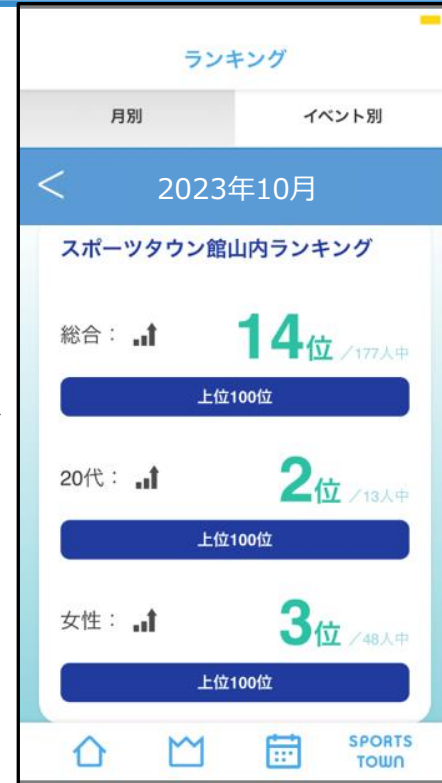 ランキング
月別
イベント別
2023年10月
スポーツタウン館山内ランキング
総合： 14位 ／177人中
上位100位
20代： 2位 ／13人中
上位100位
女性： 3位 ／48人中
上位100位
SPORTS
TOWN